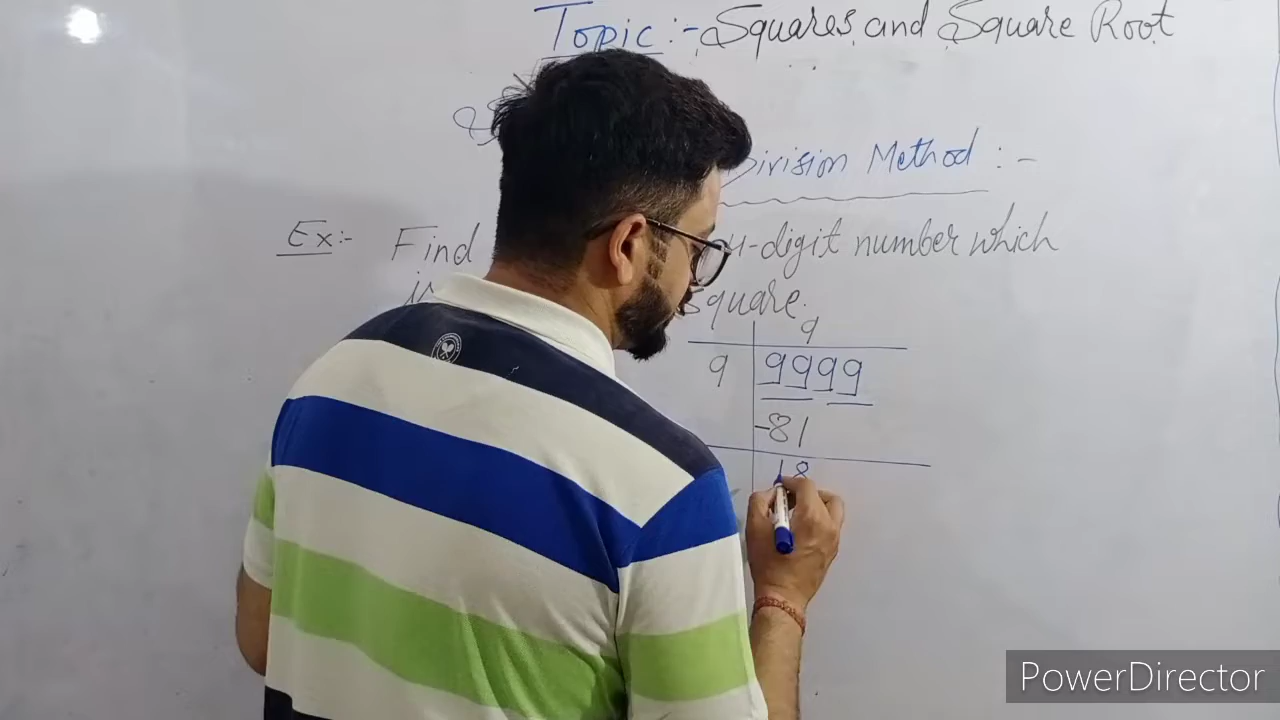 Topic:- Squares and Square Root
Division Method :-
Ex:- Find -digit number which
square.
9
9 9999
-81
18
PowerDirector